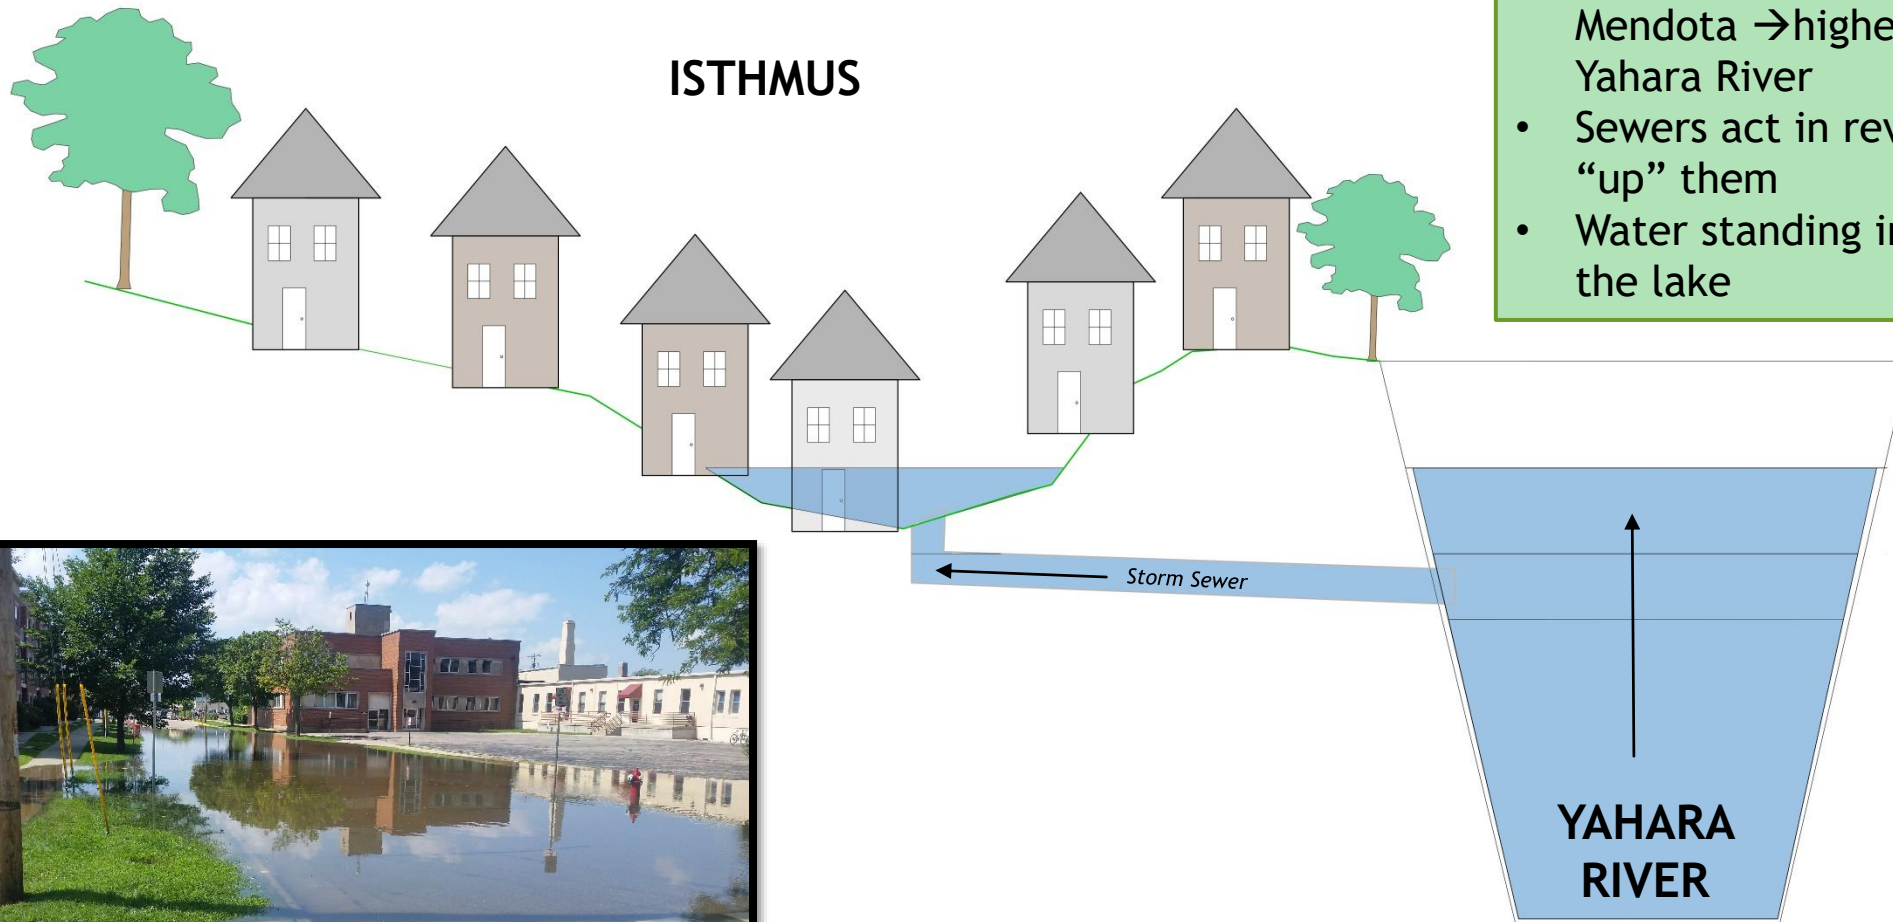 ISTHMUS
Mendota →highe
Yahara River
• Sewers act in rev
“up” them
• Water standing in
the lake
Storm Sewer
YAHARA
RIVER